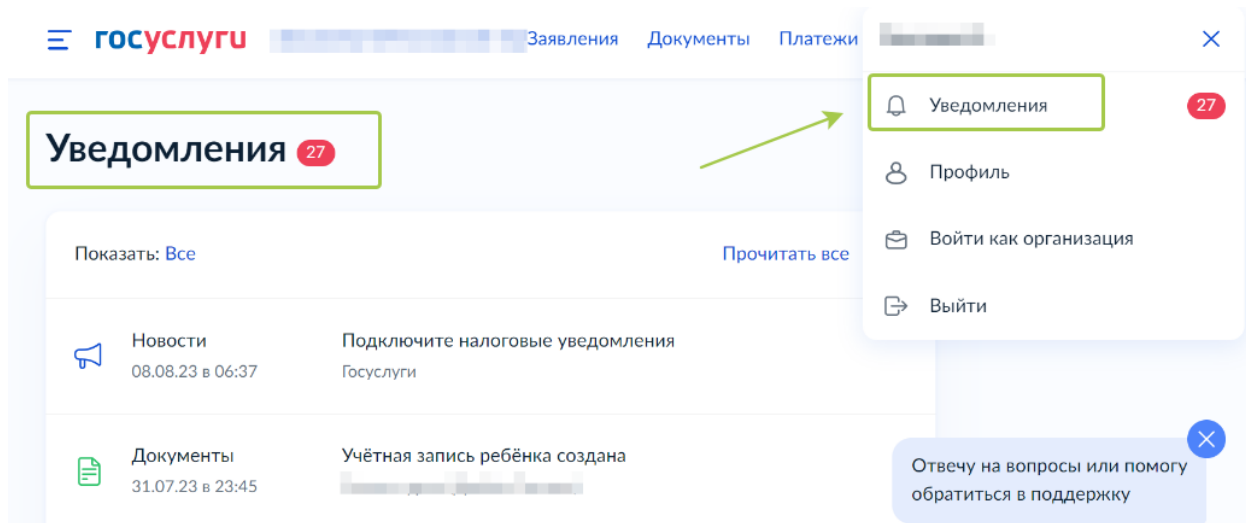 госуслуги Заявления Документы Платежи
Уведомления 27
Показать: Все Прочитать все
Новости Подключите налоговые уведомления
08.08.23 в 06:37 Госуслуги
Документы Учётная запись ребёнка создана
31.07.23 в 23:45
Уведомления 27
Профиль
Войти как организация
Выйти
Отвечу на вопросы или помогу
обратиться в поддержку